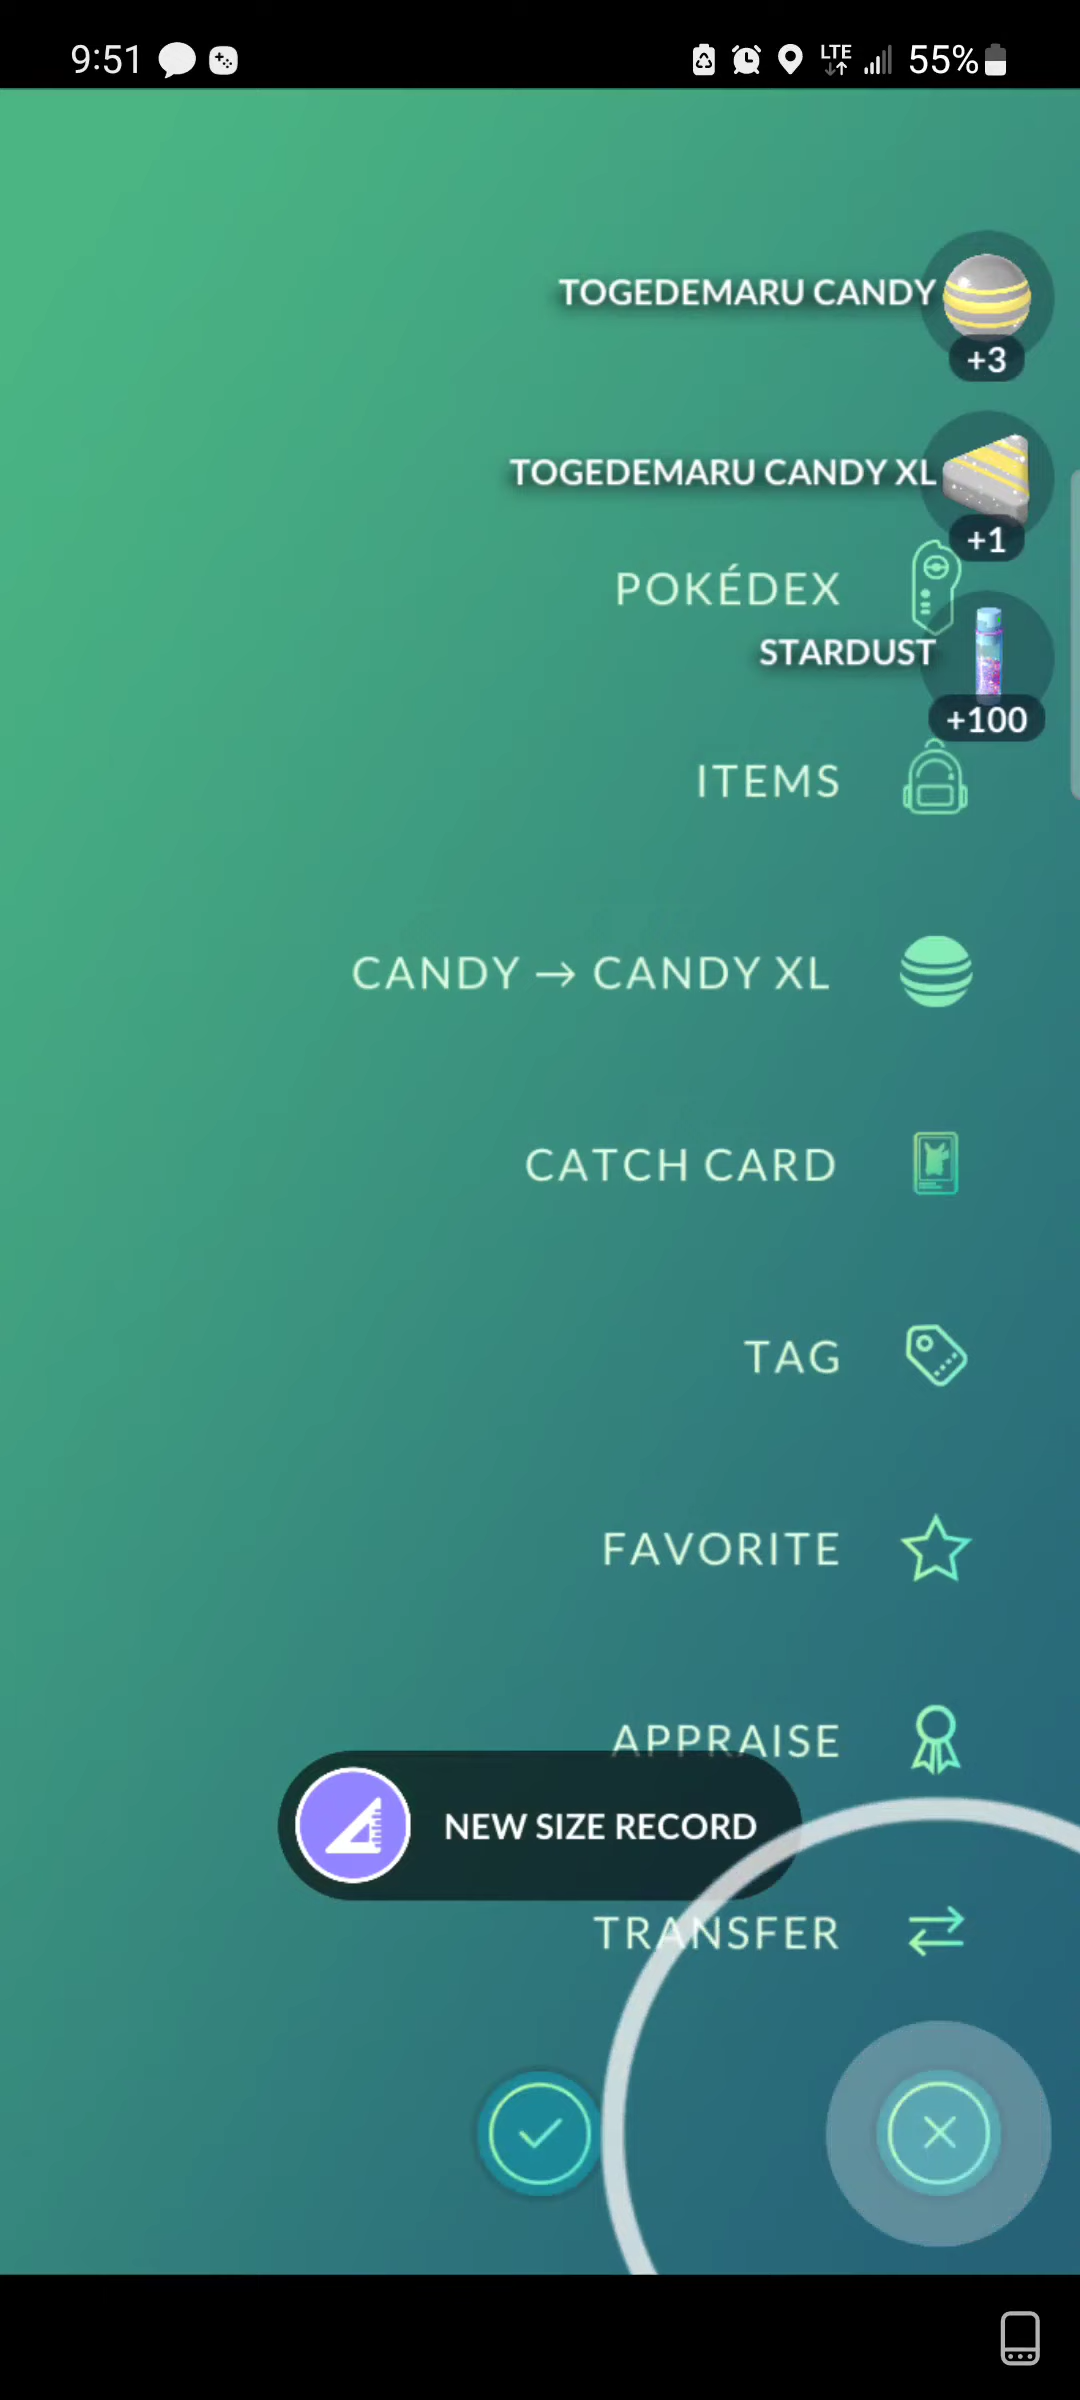 9:51
LTE
55%
TOGEDEMARU CANDY
+3
TOGEDEMARU CANDY XL
+1
POKÉDEX
STARDUST
+100
ITEMS
CANDY → CANDY XL
CATCH CARD
TAG
FAVORITE
APPRAISE
NEW SIZE RECORD
TRANSFER